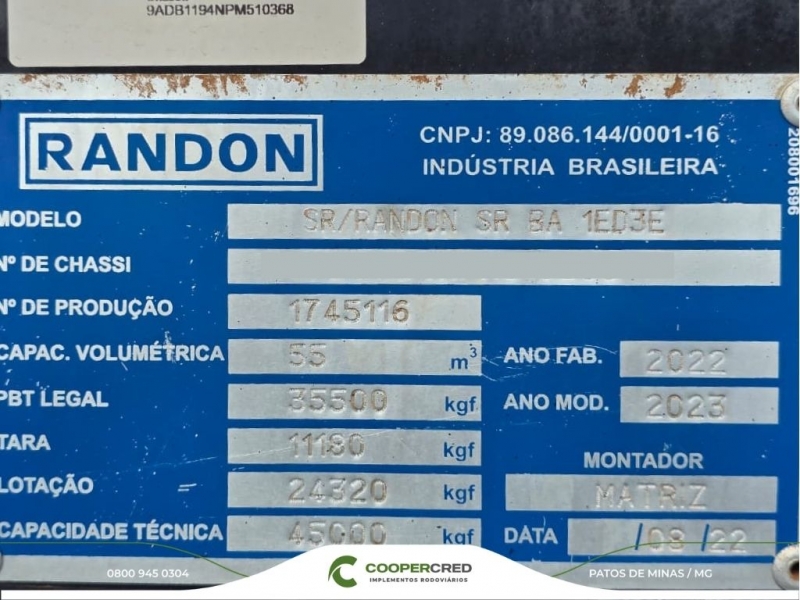 9ADB1194NPM510368
RANDON
CNPJ: 89.086.144/0001-16
INDÚSTRIA BRASILEIRA
208001696
MODELO SR/RANDON SR BA 1ED3E
Nº DE CHASSI
Nº DE PRODUÇÃO 1745116
CAPAC. VOLUMÉTRICA 55 m³ ANO FAB. 2022
PBT LEGAL 35500 kgf ANO MOD. 2023
TARA 11180 kgf
MONTADOR
LOTAÇÃO 24320 kgf MATRIZ
CAPACIDADE TÉCNICA 45000 kgf DATA /08/22
0800 945 0304
COOPERCRED
IMPLEMENTOS RODOVIÁRIOS
PATOS DE MINAS / MG